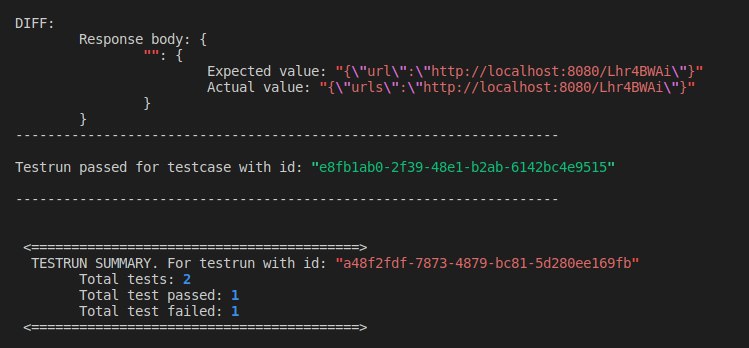 DIFF:
Response body: {
"": {
Expected value: "{\"url\":\"http://localhost:8080/Lhr4BWAi\"}"
Actual value: "{\"urls\":\"http://localhost:8080/Lhr4BWAi\"}"
}
}
--------------------------------------------------------------------
Testrun passed for testcase with id: "e8fb1ab0-2f39-48e1-b2ab-6142bc4e9515"
--------------------------------------------------------------------
<=========================================>
TESTRUN SUMMARY. For testrun with id: "a48f2fdf-7873-4879-bc81-5d280ee169fb"
Total tests: 2
Total test passed: 1
Total test failed: 1
<=========================================>